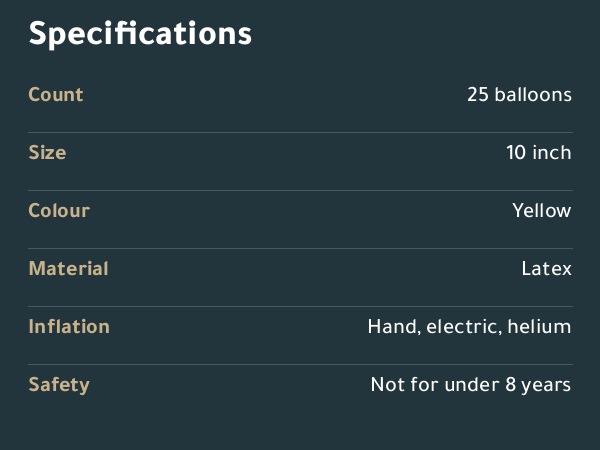 Specifications
Count 25 balloons
Size 10 inch
Colour Yellow
Material Latex
Inflation Hand, electric, helium
Safety Not for under 8 years